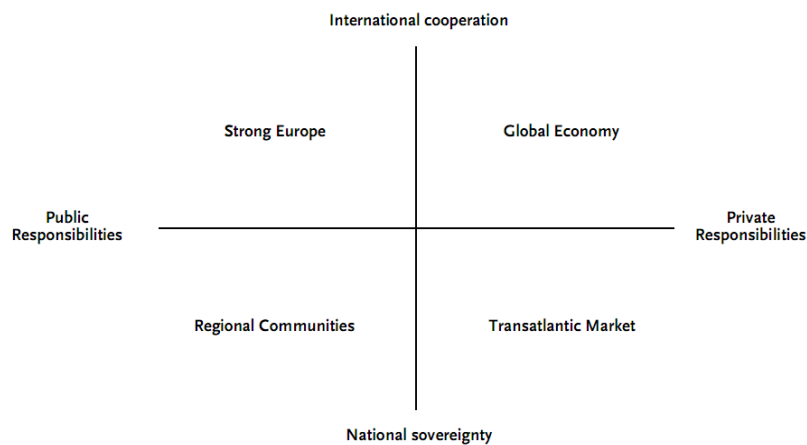 International cooperation
Strong Europe
Global Economy
Public
Responsibilities
Private
Responsibilities
Regional Communities
Transatlantic Market
National sovereignty